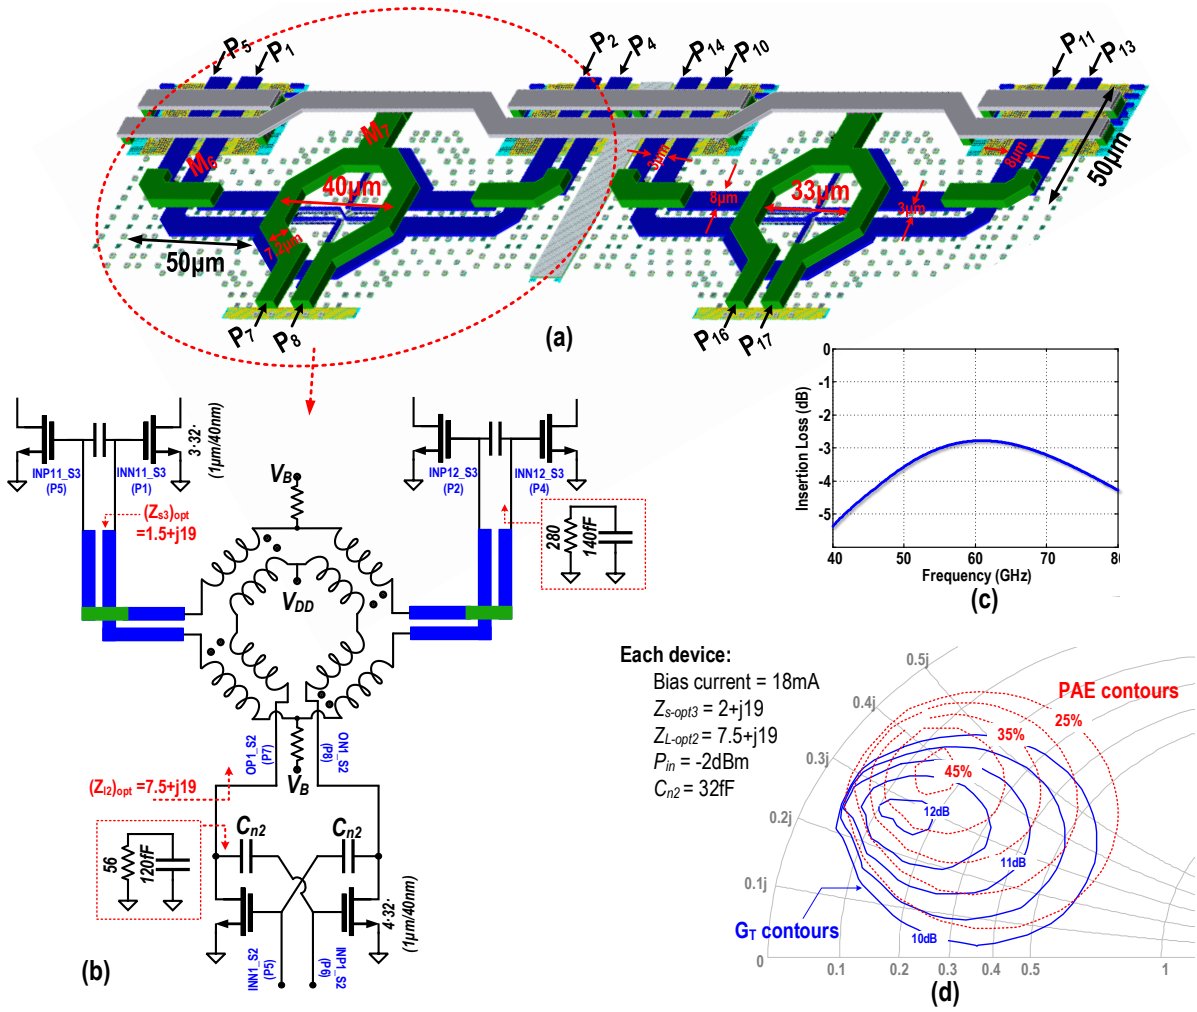 P5 P1 P2 P4 P14 P10 P11 P13
M7
M6
40µm
3µm
8µm
33µm
8µm
3µm
50µm
7.2µm
50µm
P7 P8 P16 P17
(a)
3·32·
(1µm/40nm)
INP11_S3
(P5)
INN11_S3
(P1)
INP12_S3
(P2)
INN12_S3
(P4)
(Zs3)opt
=1.5+j19
VB
280
140fF
VDD
VB
OP1_S2
(P7)
ON1_S2
(P8)
(Zl2)opt =7.5+j19
56
120fF
Cn2
Cn2
4·32·
(1µm/40nm)
INN1_S2
(P5)
INP1_S2
(P6)
(b)
Insertion Loss (dB)
0
-1
-2
-3
-4
-5
40 50 60 70 80
Frequency (GHz)
(c)
Each device:
Bias current = 18mA
Zs-opt3 = 2+j19
ZL-opt2 = 7.5+j19
Pin = -2dBm
Cn2 = 32fF
0.5j
0.4j
0.3j
0.2j
0.1j
0 0.1 0.2 0.3 0.4 0.5 1
PAE contours
25%
35%
45%
12dB
11dB
10dB
GT contours
(d)